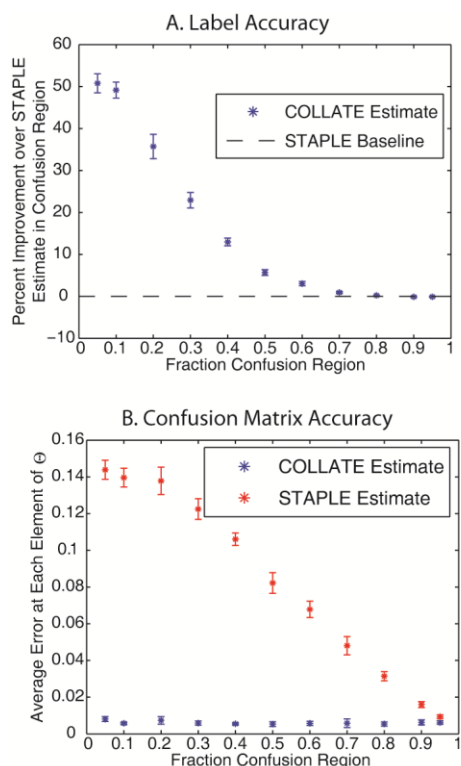 A. Label Accuracy
Percent Improvement over STAPLE
Estimate in Confusion Region
60
50
40
30
20
10
0
−10
COLLATE Estimate
STAPLE Baseline
0 0.1 0.2 0.3 0.4 0.5 0.6 0.7 0.8 0.9 1
Fraction Confusion Region
B. Confusion Matrix Accuracy
Average Error at Each Element of Θ
0.16
0.14
0.12
0.1
0.08
0.06
0.04
0.02
0
COLLATE Estimate
STAPLE Estimate
0 0.1 0.2 0.3 0.4 0.5 0.6 0.7 0.8 0.9 1
Fraction Confusion Region